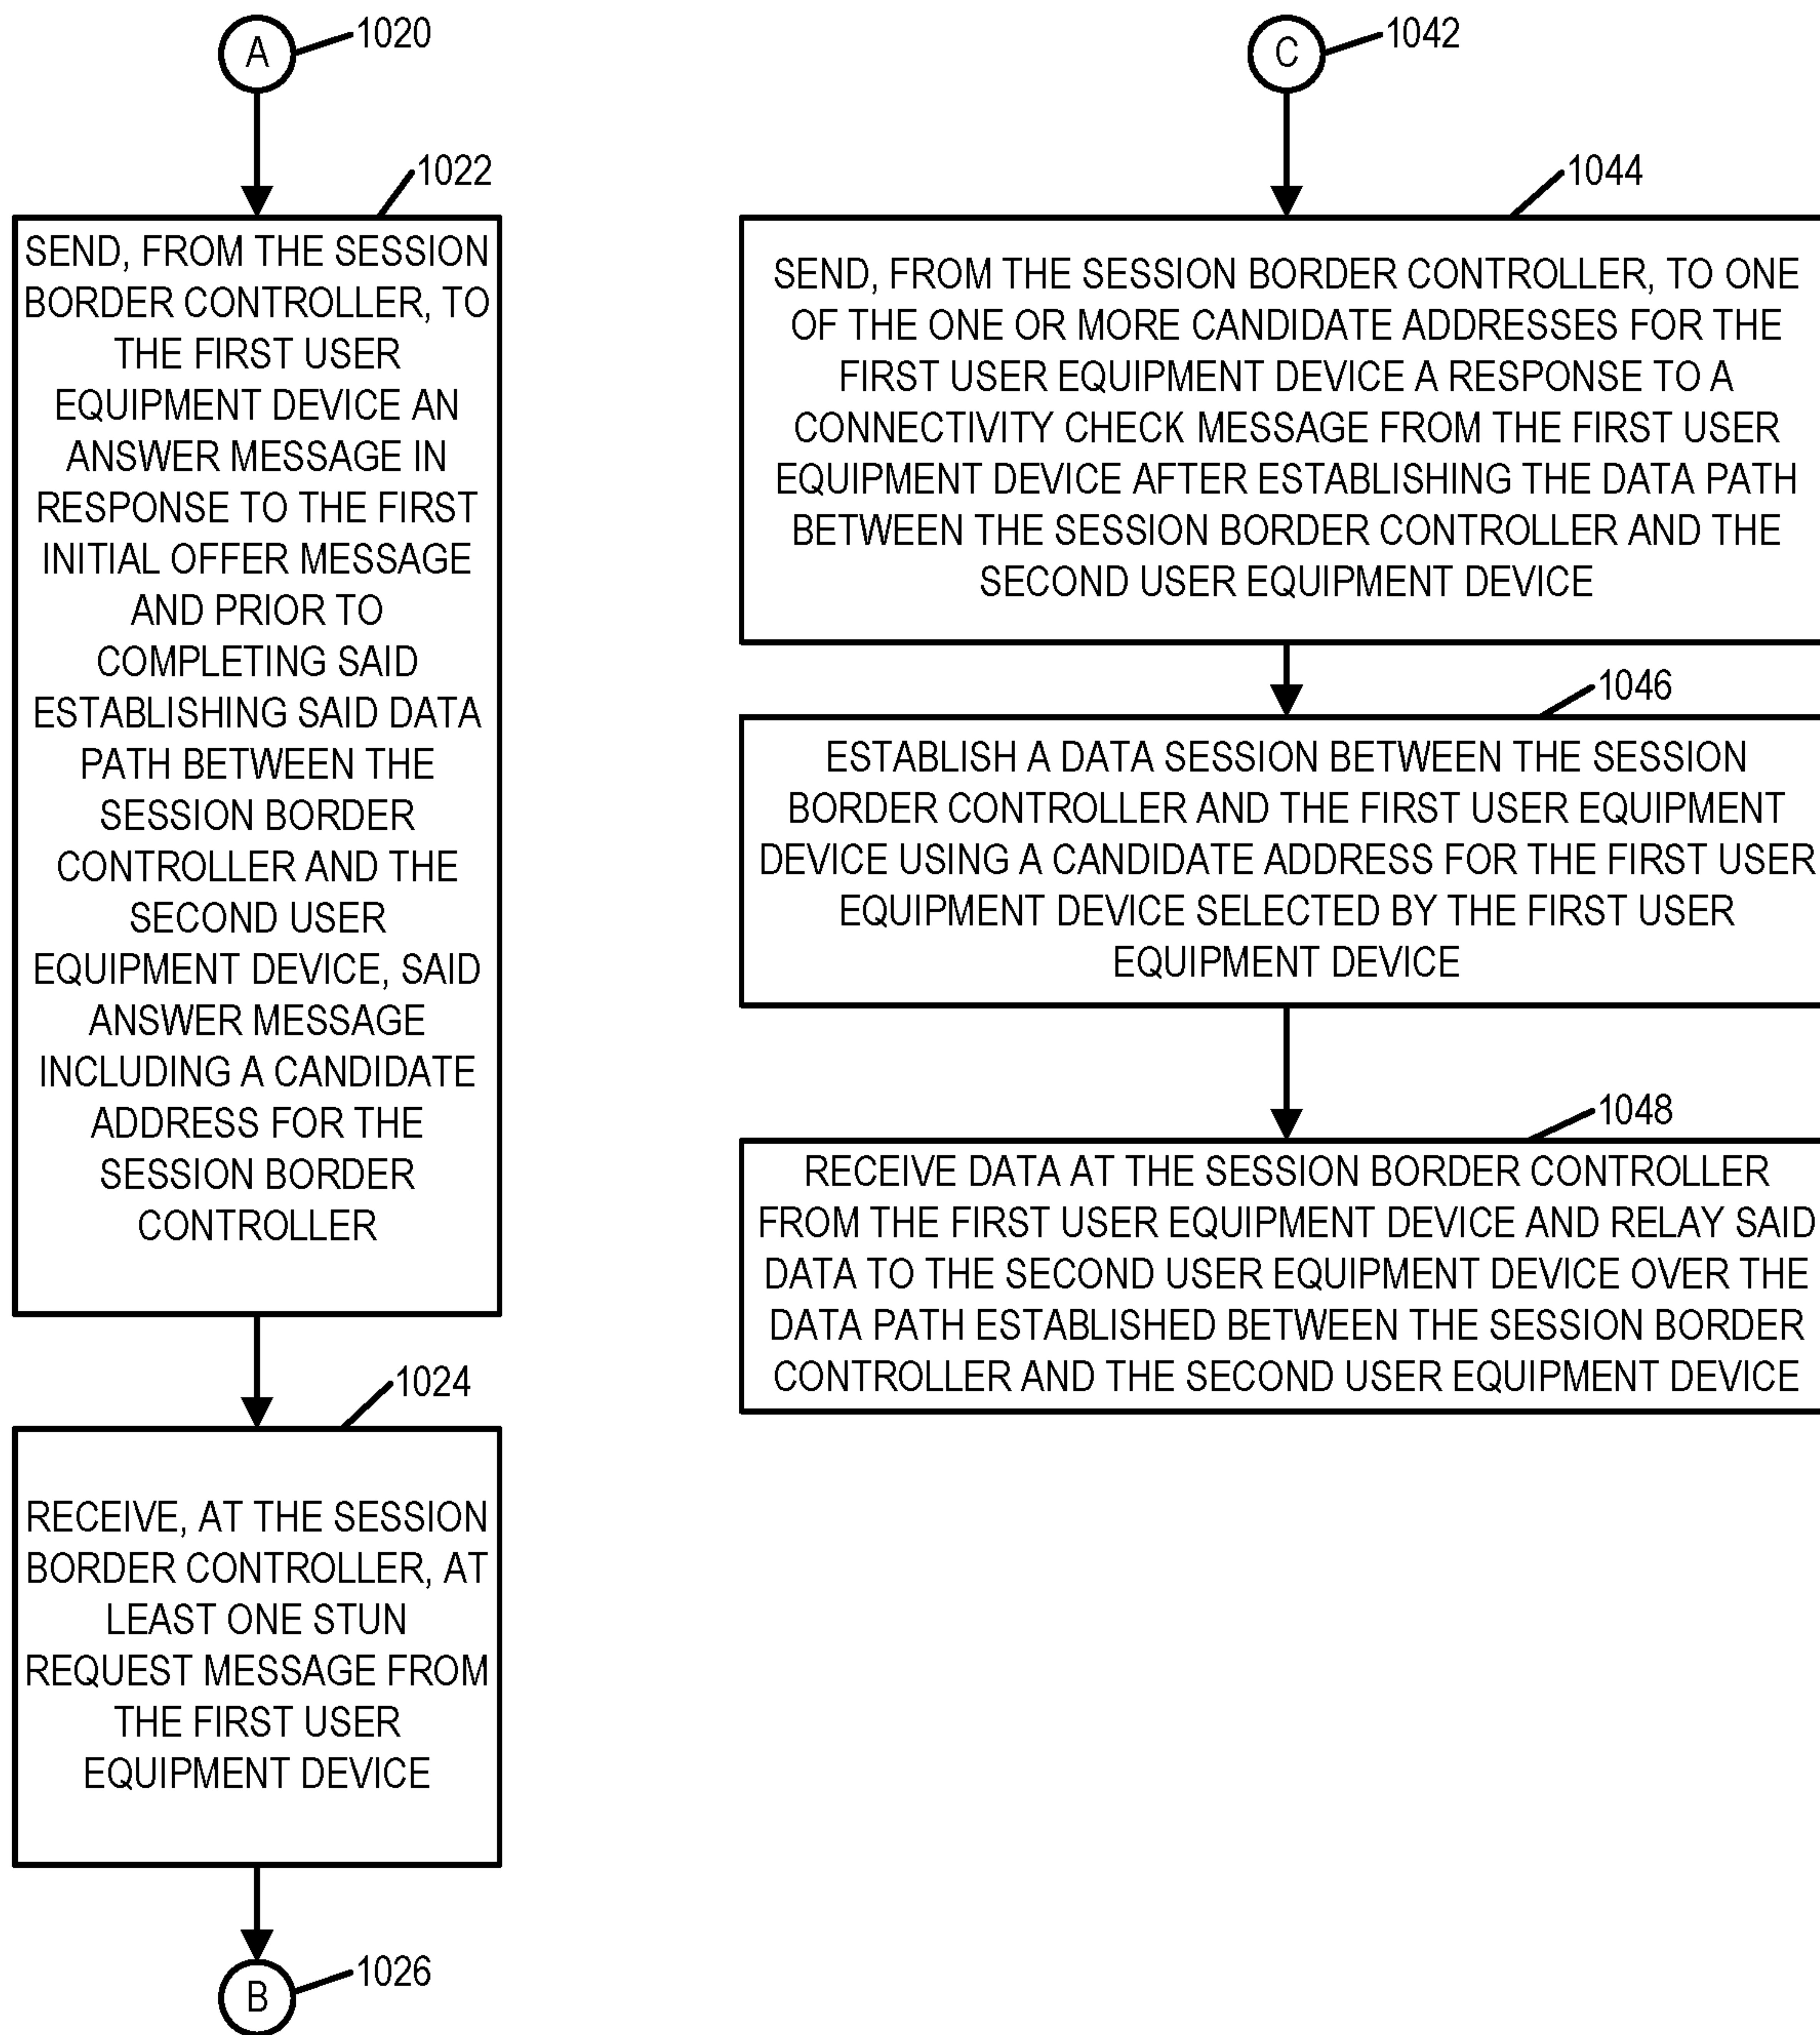 A
1020
1022
SEND, FROM THE SESSION
BORDER CONTROLLER, TO
THE FIRST USER
EQUIPMENT DEVICE AN
ANSWER MESSAGE IN
RESPONSE TO THE FIRST
INITIAL OFFER MESSAGE
AND PRIOR TO
COMPLETING SAID
ESTABLISHING SAID DATA
PATH BETWEEN THE
SESSION BORDER
CONTROLLER AND THE
SECOND USER
EQUIPMENT DEVICE, SAID
ANSWER MESSAGE
INCLUDING A CANDIDATE
ADDRESS FOR THE
SESSION BORDER
CONTROLLER
1024
RECEIVE, AT THE SESSION
BORDER CONTROLLER, AT
LEAST ONE STUN
REQUEST MESSAGE FROM
THE FIRST USER
EQUIPMENT DEVICE
B
1026
C
1042
1044
SEND, FROM THE SESSION BORDER CONTROLLER, TO ONE
OF THE ONE OR MORE CANDIDATE ADDRESSES FOR THE
FIRST USER EQUIPMENT DEVICE A RESPONSE TO A
CONNECTIVITY CHECK MESSAGE FROM THE FIRST USER
EQUIPMENT DEVICE AFTER ESTABLISHING THE DATA PATH
BETWEEN THE SESSION BORDER CONTROLLER AND THE
SECOND USER EQUIPMENT DEVICE
1046
ESTABLISH A DATA SESSION BETWEEN THE SESSION
BORDER CONTROLLER AND THE FIRST USER EQUIPMENT
DEVICE USING A CANDIDATE ADDRESS FOR THE FIRST USER
EQUIPMENT DEVICE SELECTED BY THE FIRST USER
EQUIPMENT DEVICE
1048
RECEIVE DATA AT THE SESSION BORDER CONTROLLER
FROM THE FIRST USER EQUIPMENT DEVICE AND RELAY SAID
DATA TO THE SECOND USER EQUIPMENT DEVICE OVER THE
DATA PATH ESTABLISHED BETWEEN THE SESSION BORDER
CONTROLLER AND THE SECOND USER EQUIPMENT DEVICE